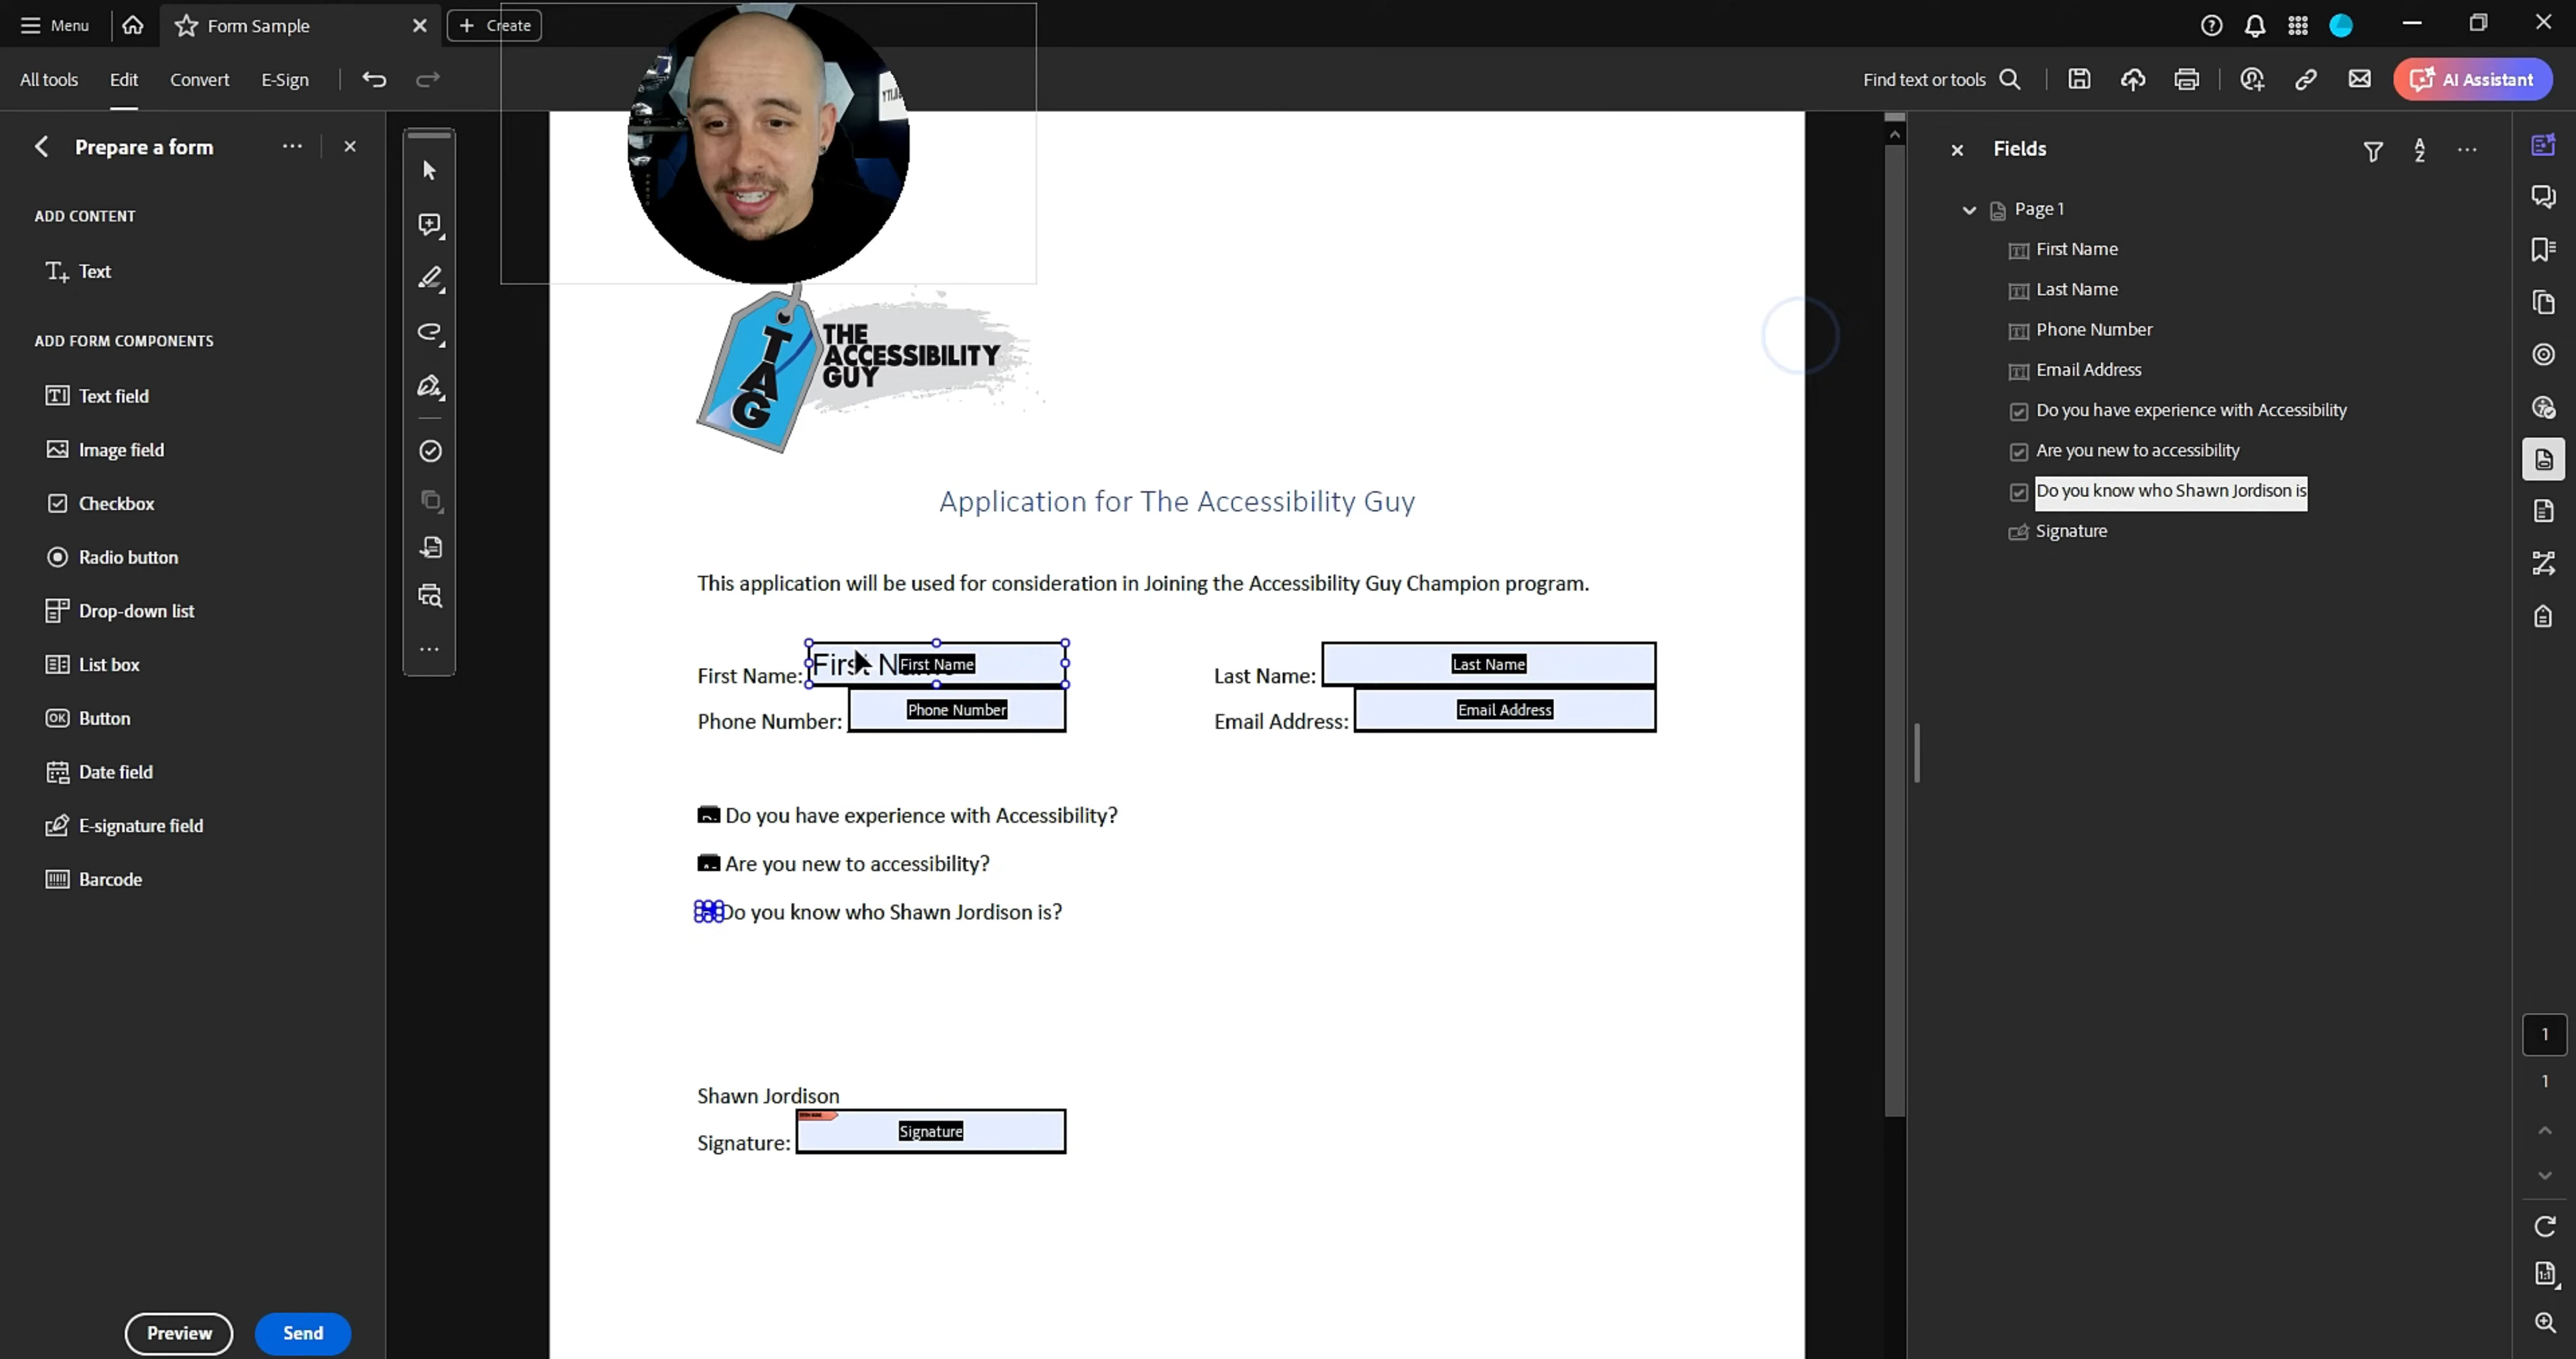 Menu
Form Sample
Create
All tools
Edit
Convert
E-Sign
Find text or tools
AI Assistant
Prepare a form
ADD CONTENT
Text
ADD FORM COMPONENTS
Text field
Image field
Checkbox
Radio button
Drop-down list
List box
OK Button
Date field
E-signature field
Barcode
Preview
Send
TAG
THE
ACCESSIBILITY
GUY
Application for The Accessibility Guy
This application will be used for consideration in Joining the Accessibility Guy Champion program.
First Name: First Name
Last Name: Last Name
Phone Number: Phone Number
Email Address: Email Address
Do you have experience with Accessibility?
Are you new to accessibility?
Do you know who Shawn Jordison is?
Shawn Jordison
Signature: Signature
Fields
Page 1
First Name
Last Name
Phone Number
Email Address
Do you have experience with Accessibility
Are you new to accessibility
Do you know who Shawn Jordison is
Signature
1
1